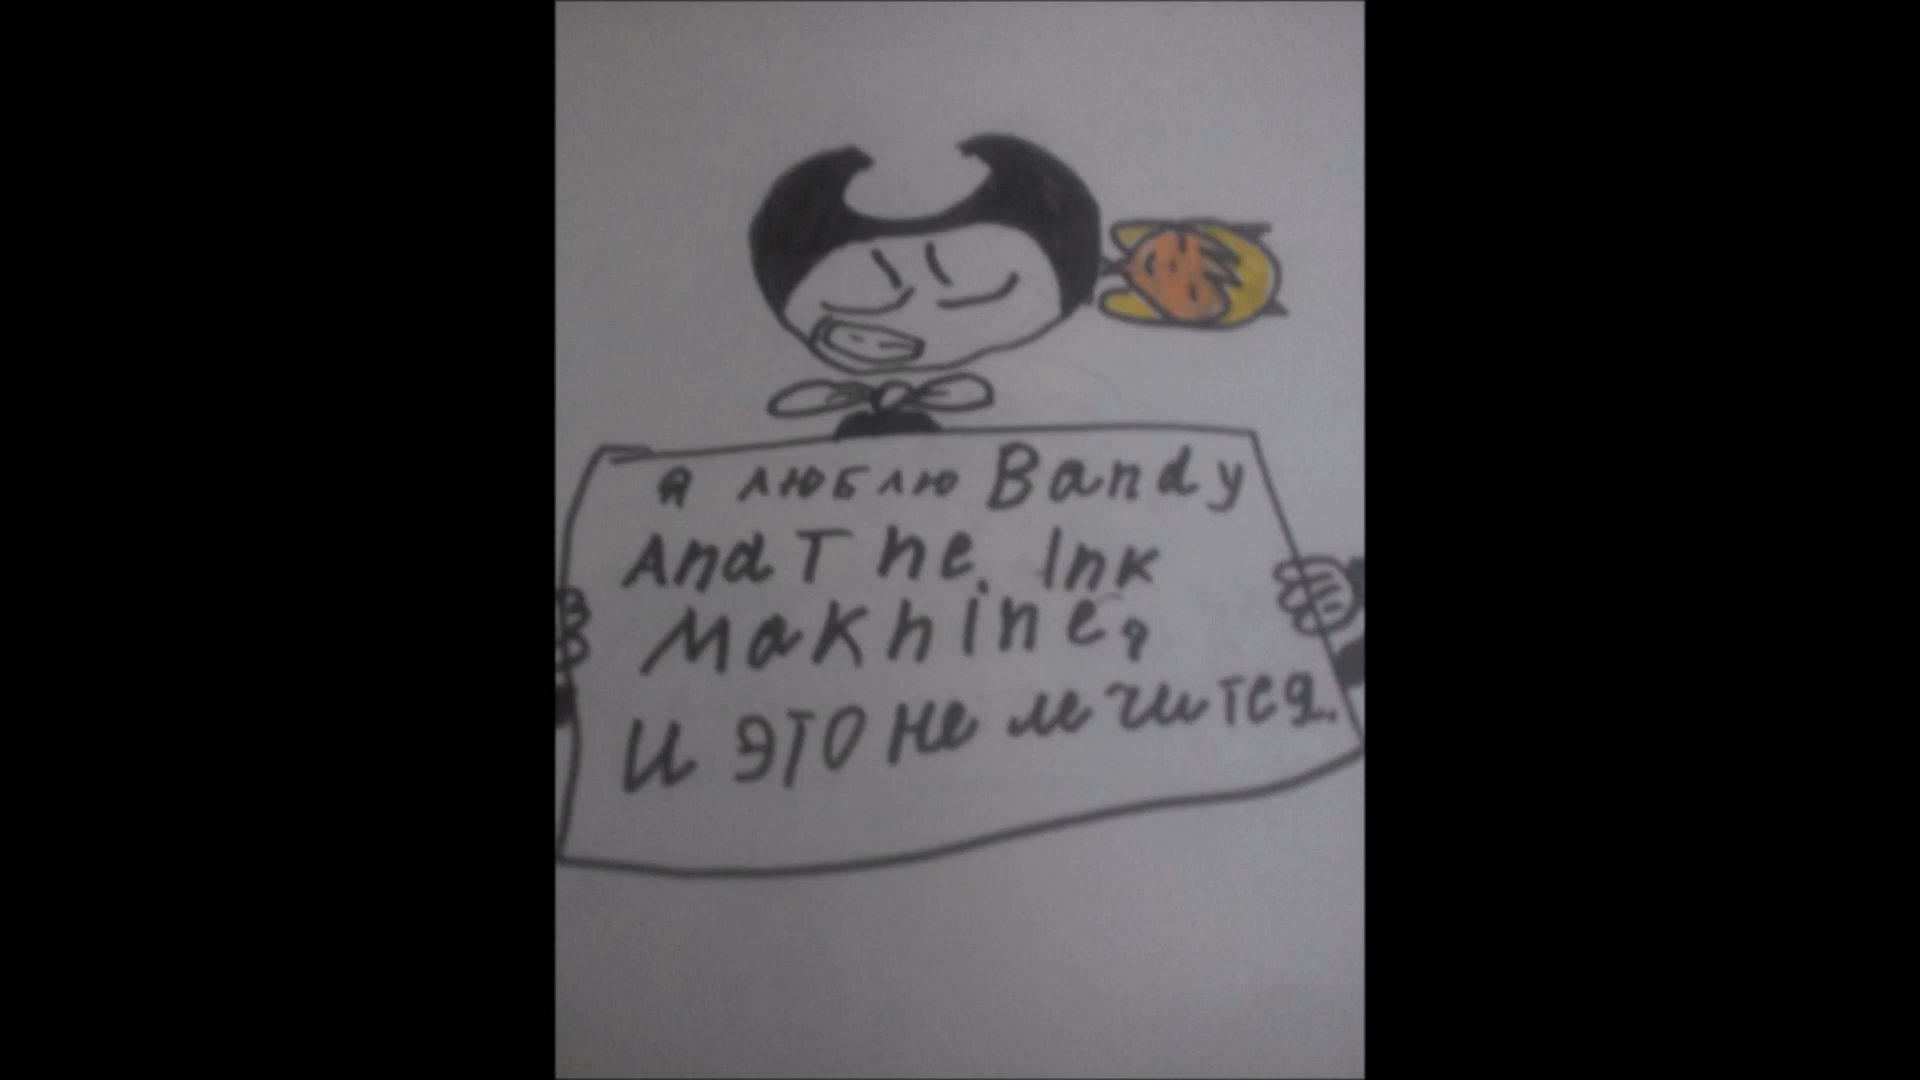 я люблю Bandy
And The Ink
Makhine,
И это не лечится.